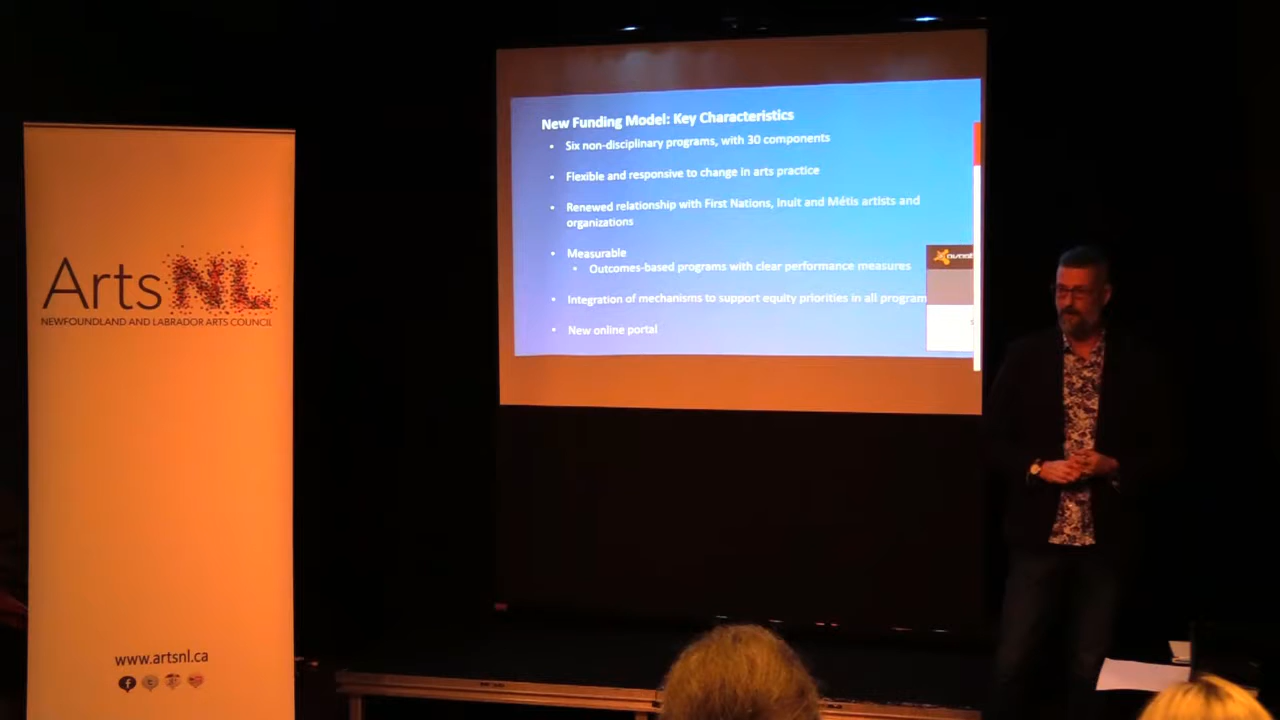 New Funding Model: Key Characteristics
• Six non-disciplinary programs, with 30 components
• Flexible and responsive to change in arts practice
• Renewed relationship with First Nations, Inuit and Métis artists and
organizations
• Measurable
• Outcomes-based programs with clear performance measures
• Integration of mechanisms to support equity priorities in all program
• New online portal
avast
Arts NL
NEWFOUNDLAND AND LABRADOR ARTS COUNCIL
www.artsnl.ca